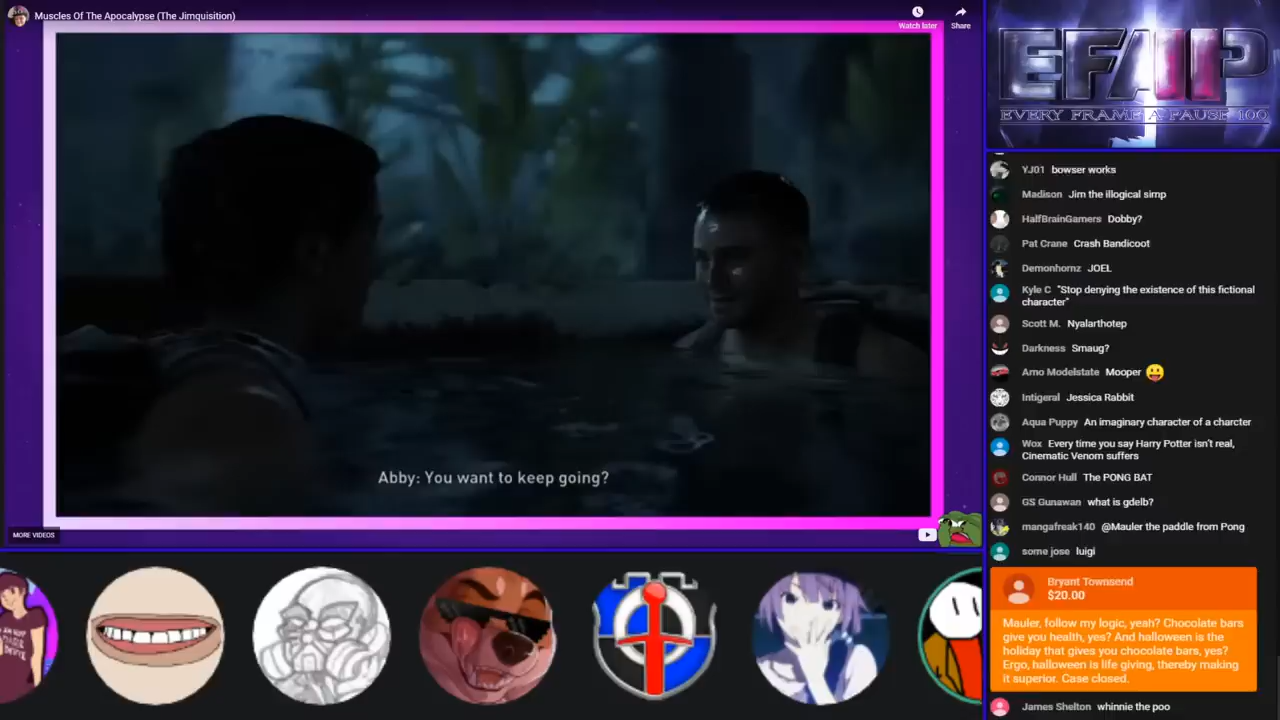 Muscles Of The Apocalypse (The Jimquisition)
Watch later
Share
Abby: You want to keep going?
MORE VIDEOS
EFAP
EVERY FRAME A PAUSE 100
YJ01 bowser works
Madison Jim the illogical simp
HalfBrainGamers Dobby?
Pat Crane Crash Bandicoot
Demonhornz JOEL
Kyle C "Stop denying the existence of this fictional
character"
Scott M. Nyalarthotep
Darkness Smaug?
Arno Modelstate Mooper 😛
Intigeral Jessica Rabbit
Aqua Puppy An imaginary character of a charcter
Wox Every time you say Harry Potter isn't real,
Cinematic Venom suffers
Connor Hull The PONG BAT
GS Gunawan what is gdelb?
mangafreak140 @Mauler the paddle from Pong
some jose luigi
Bryant Townsend
$20.00
Mauler, follow my logic, yeah? Chocolate bars
give you health, yes? And halloween is the
holiday that gives you chocolate bars, yes?
Ergo, halloween is life giving, thereby making
it superior. Case closed.
James Shelton whinnie the poo